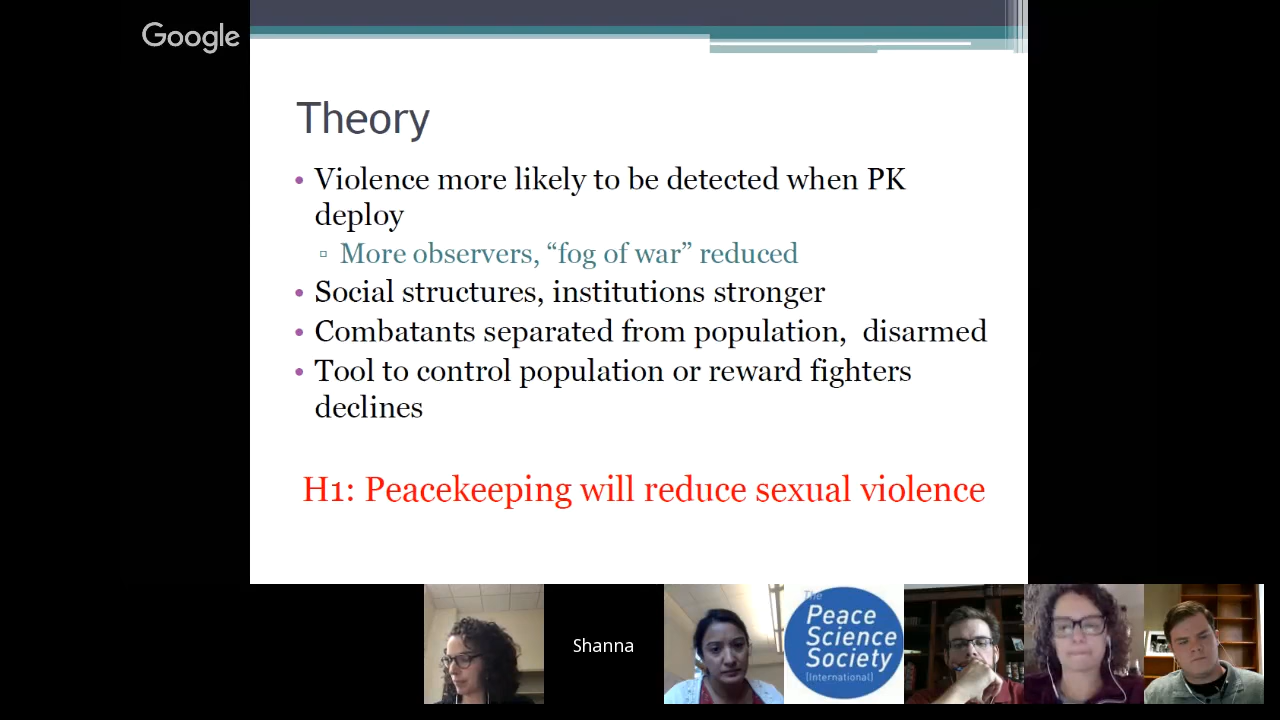 Google
Theory
• Violence more likely to be detected when PK
deploy
▫ More observers, “fog of war” reduced
• Social structures, institutions stronger
• Combatants separated from population,  disarmed
• Tool to control population or reward fighters
declines
H1: Peacekeeping will reduce sexual violence
Shanna
The
Peace
Science
Society
[International]